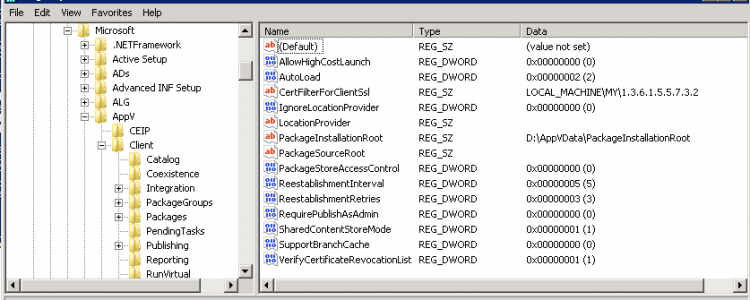 File Edit View Favorites Help
Microsoft
.NETFramework
Active Setup
ADs
Advanced INF Setup
ALG
AppV
CEIP
Client
Catalog
Coexistence
Integration
PackageGroups
Packages
PendingTasks
Publishing
Reporting
RunVirtual
Name Type Data
(Default) REG_SZ (value not set)
AllowHighCostLaunch REG_DWORD 0x00000000 (0)
AutoLoad REG_DWORD 0x00000002 (2)
CertFilterForClientSsl REG_SZ LOCAL_MACHINE\MY\1.3.6.1.5.5.7.3.2
IgnoreLocationProvider REG_DWORD 0x00000000 (0)
LocationProvider REG_SZ
PackageInstallationRoot REG_SZ D:\AppVData\PackageInstallationRoot
PackageSourceRoot REG_SZ
PackageStoreAccessControl REG_DWORD 0x00000000 (0)
ReestablishmentInterval REG_DWORD 0x00000005 (5)
ReestablishmentRetries REG_DWORD 0x00000003 (3)
RequirePublishAsAdmin REG_DWORD 0x00000000 (0)
SharedContentStoreMode REG_DWORD 0x00000001 (1)
SupportBranchCache REG_DWORD 0x00000000 (0)
VerifyCertificateRevocationList REG_DWORD 0x00000001 (1)